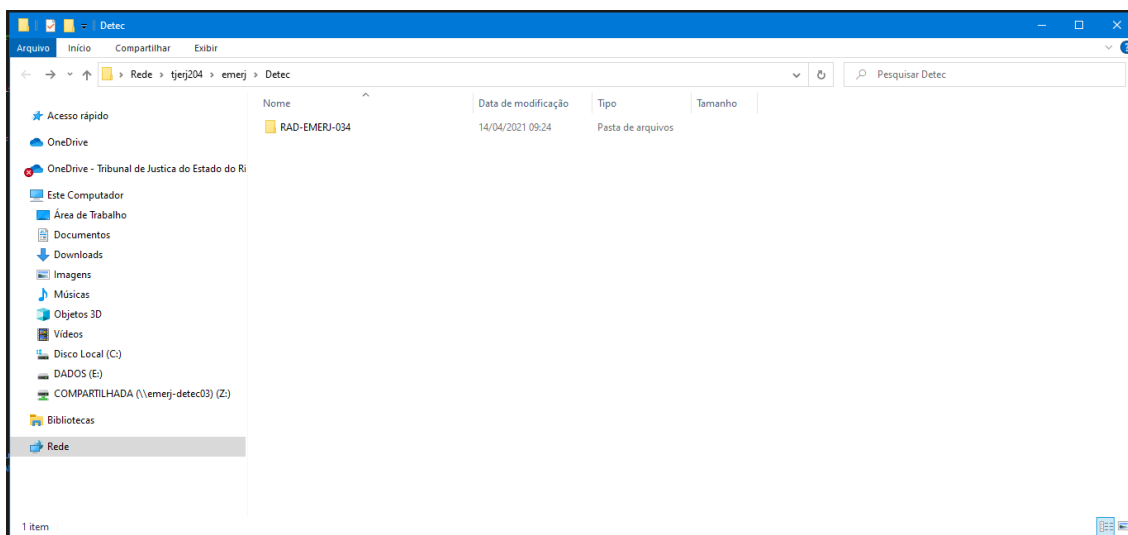 Detec
Arquivo Início Compartilhar Exibir
Rede › tjerj204 › emerj › Detec
Pesquisar Detec
Nome Data de modificação Tipo Tamanho
RAD-EMERJ-034 14/04/2021 09:24 Pasta de arquivos
Acesso rápido
OneDrive
OneDrive - Tribunal de Justica do Estado do Ri
Este Computador
Área de Trabalho
Documentos
Downloads
Imagens
Músicas
Objetos 3D
Vídeos
Disco Local (C:)
DADOS (E:)
COMPARTILHADA (\\emerj-detec03) (Z:)
Bibliotecas
Rede
1 item